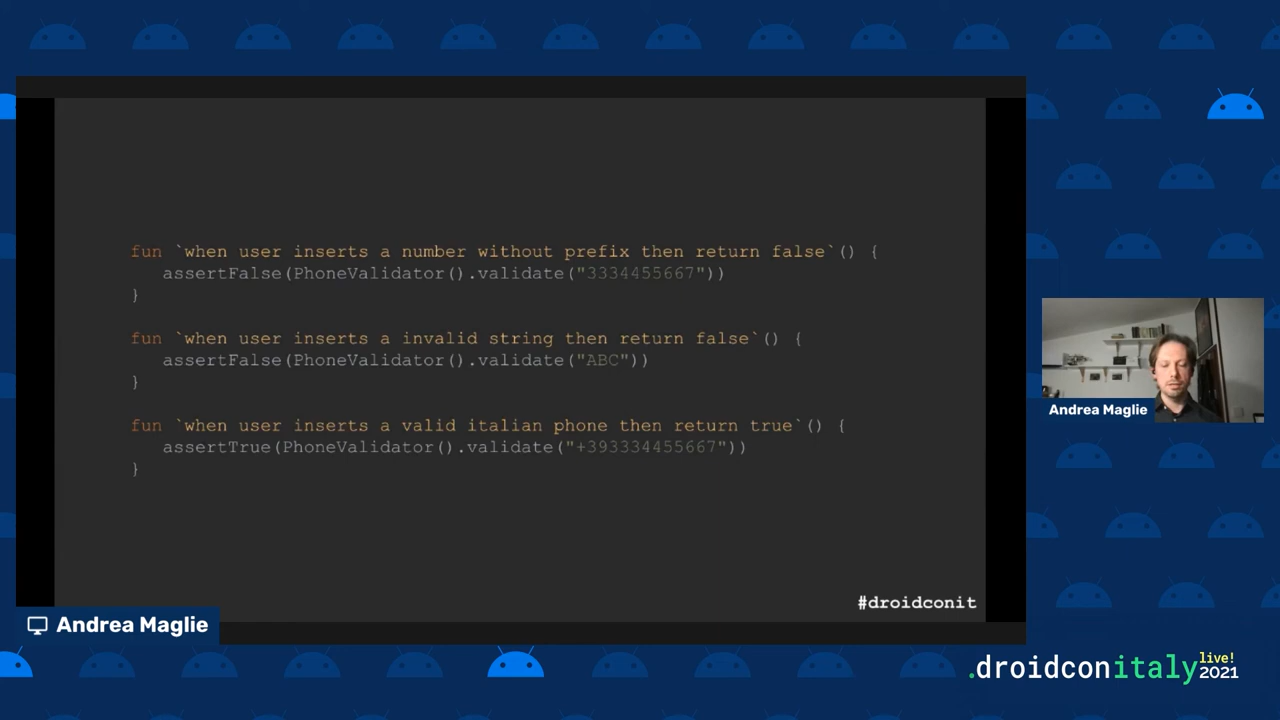 fun `when user inserts a number without prefix then return false`() {
assertFalse(PhoneValidator().validate("3334455667"))
}
fun `when user inserts a invalid string then return false`() {
assertFalse(PhoneValidator().validate("ABC"))
}
fun `when user inserts a valid italian phone then return true`() {
assertTrue(PhoneValidator().validate("+393334455667"))
}
#droidconit
Andrea Maglie
Andrea Maglie
.droidconitaly live! 2021